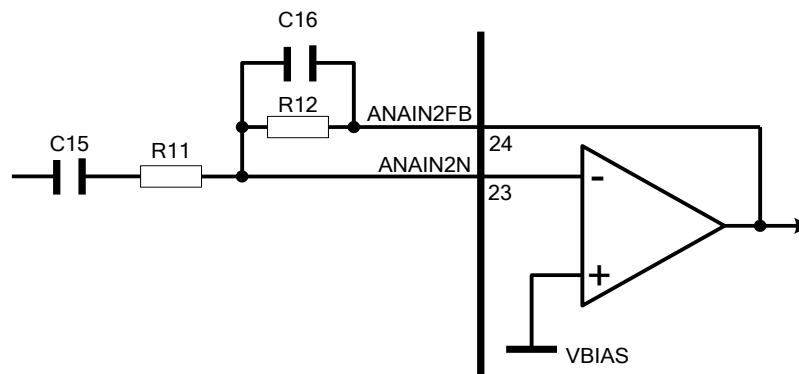 C16
R12
ANAIN2FB
C15
R11
24
ANAIN2N
23
-
+
VBIAS